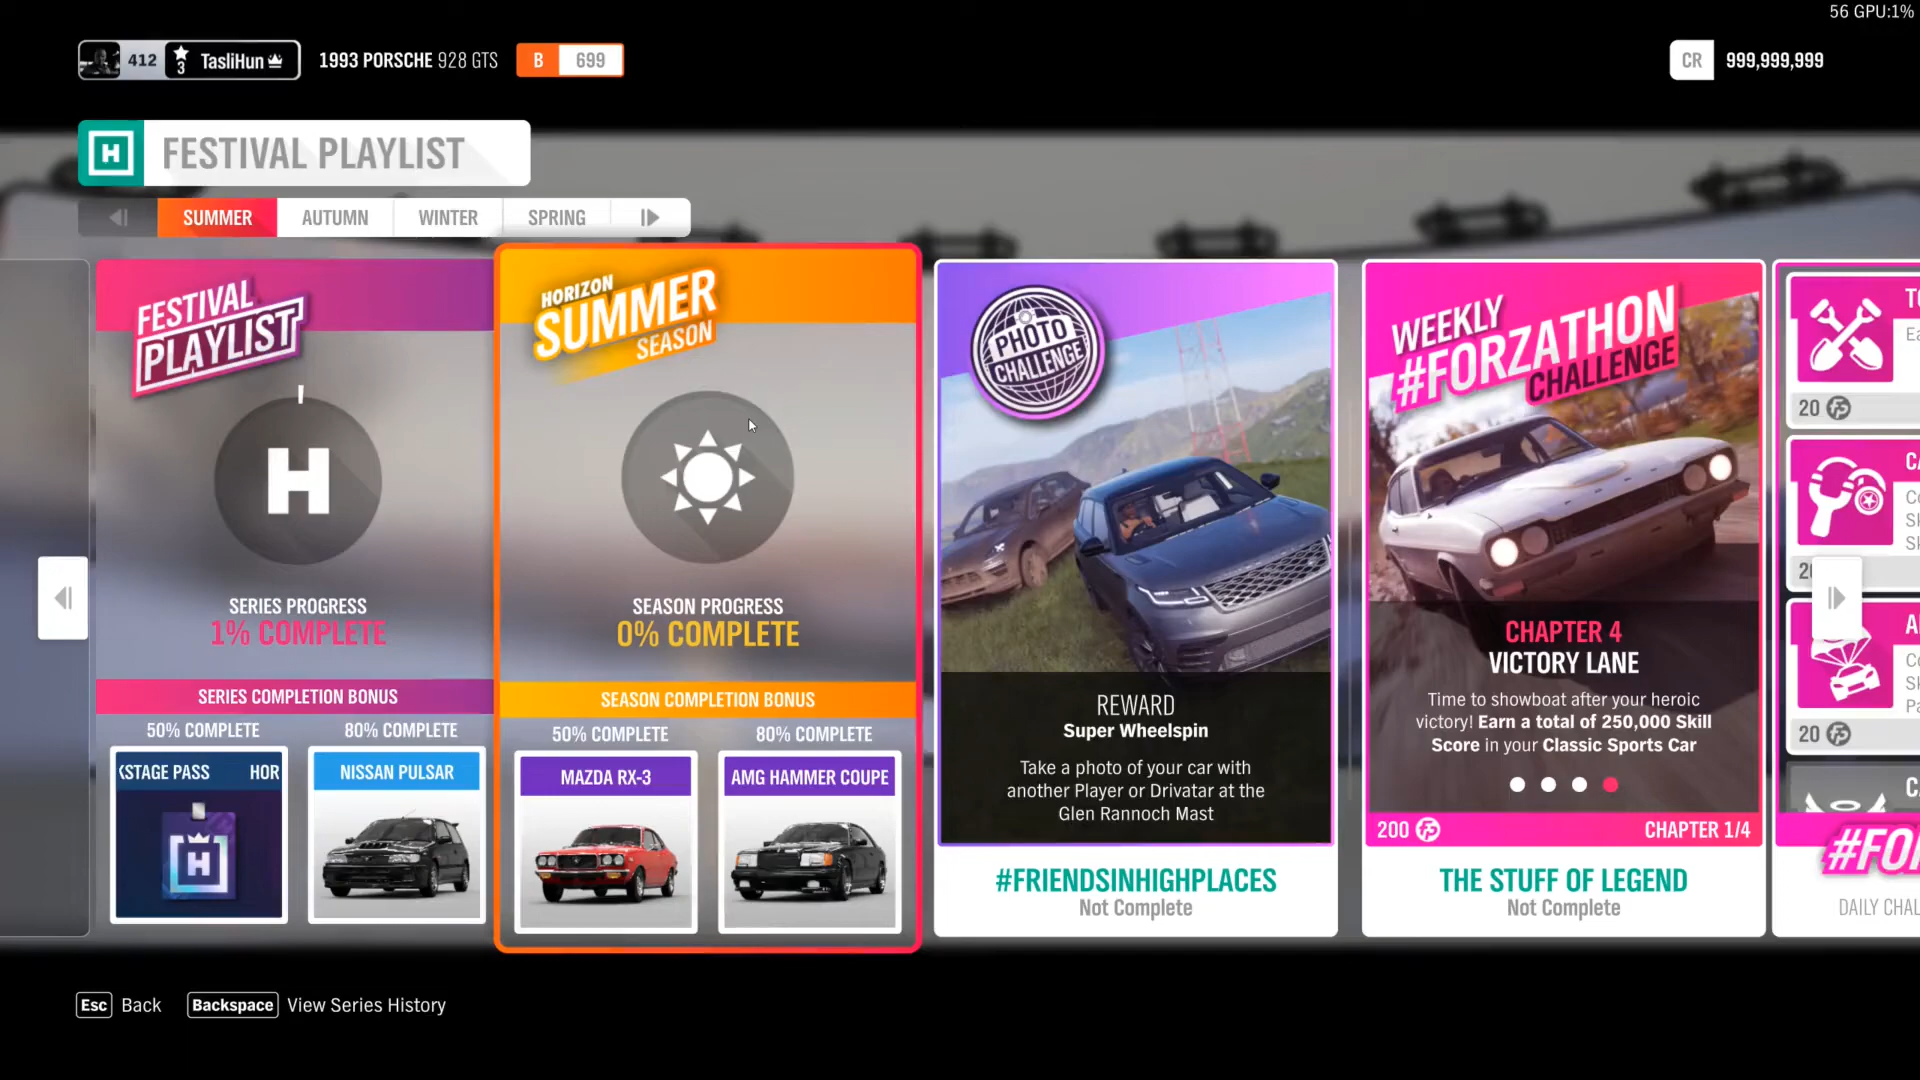 56 GPU:1%
412 3 TasliHun 1993 PORSCHE 928 GTS B 699
CR 999,999,999
H FESTIVAL PLAYLIST
SUMMER AUTUMN WINTER SPRING
FESTIVAL
PLAYLIST
H
SERIES PROGRESS
1% COMPLETE
SERIES COMPLETION BONUS
50% COMPLETE 80% COMPLETE
KSTAGE PASS HOR
H
NISSAN PULSAR
HORIZON
SUMMER
SEASON
SEASON PROGRESS
0% COMPLETE
SEASON COMPLETION BONUS
50% COMPLETE 80% COMPLETE
MAZDA RX-3
AMG HAMMER COUPE
PHOTO
CHALLENGE
REWARD
Super Wheelspin
Take a photo of your car with
another Player or Drivatar at the
Glen Rannoch Mast
#FRIENDSINHIGHPLACES
Not Complete
WEEKLY
#FORZATHON
CHALLENGE
CHAPTER 4
VICTORY LANE
Time to showboat after your heroic
victory! Earn a total of 250,000 Skill
Score in your Classic Sports Car
200 FP CHAPTER 1/4
THE STUFF OF LEGEND
Not Complete
20 FP
20 FP
#FO
DAILY CHAL
Esc Back Backspace View Series History